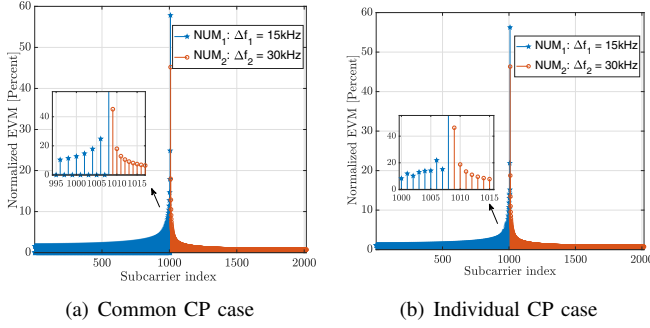 60
50
40
30
20
10
0
Normalized EVM [Percent]
NUM₁: Δf₁ = 15kHz
NUM₂: Δf₂ = 30kHz
40
20
0
995 1000 1005 1010 1015
500 1000 1500 2000
Subcarrier index
(a) Common CP case
60
50
40
30
20
10
0
Normalized EVM [Percent]
NUM₁: Δf₁ = 15kHz
NUM₂: Δf₂ = 30kHz
40
20
0
1000 1005 1010 1015
500 1000 1500 2000
Subcarrier index
(b) Individual CP case